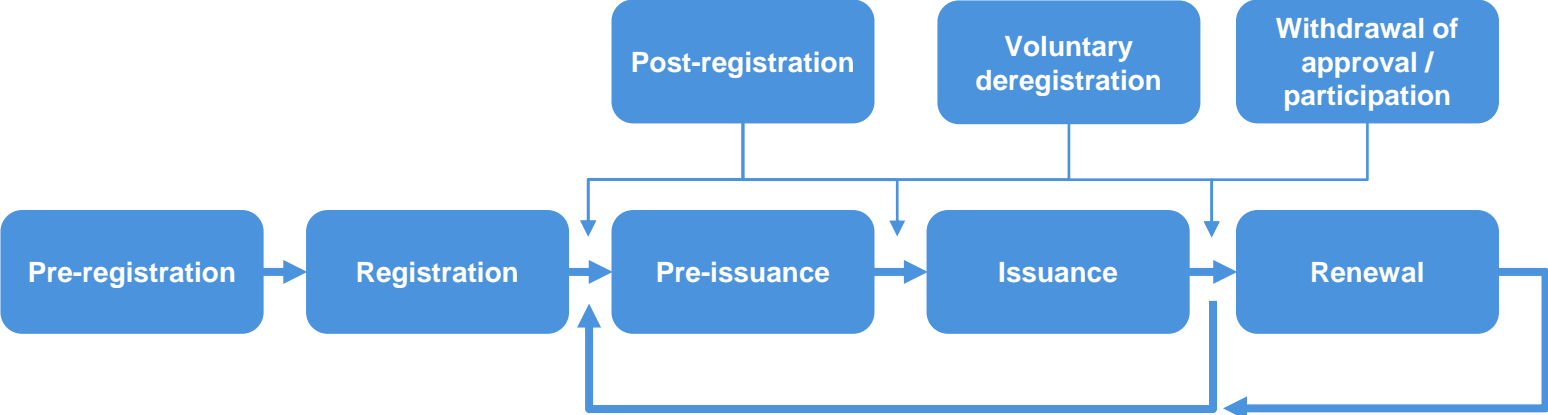 Post-registration
Voluntary
deregistration
Withdrawal of
approval /
participation
Pre-registration
Registration
Pre-issuance
Issuance
Renewal